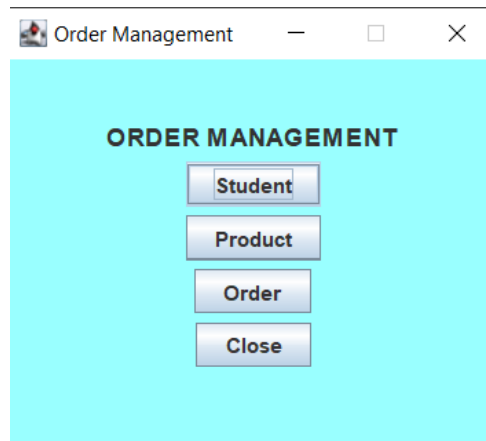 Order Management
ORDER MANAGEMENT
Student
Product
Order
Close